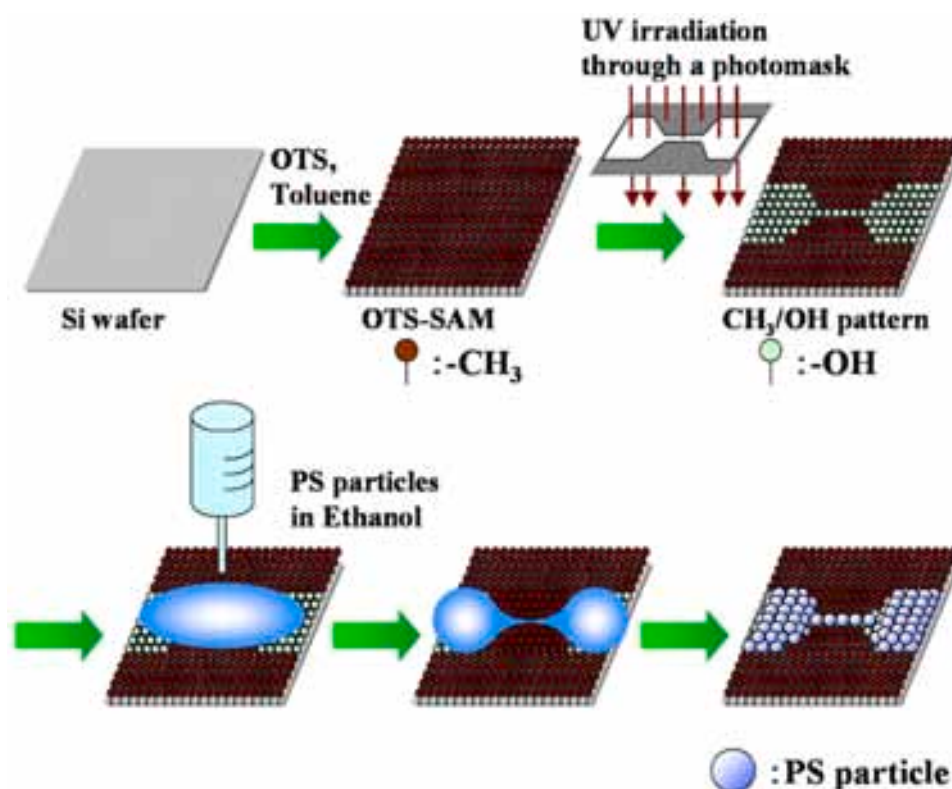 UV irradiation
through a photomask
OTS,
Toluene
Si wafer
OTS-SAM
CH₃/OH pattern
:-CH₃
:-OH
PS particles
in Ethanol
:PS particle